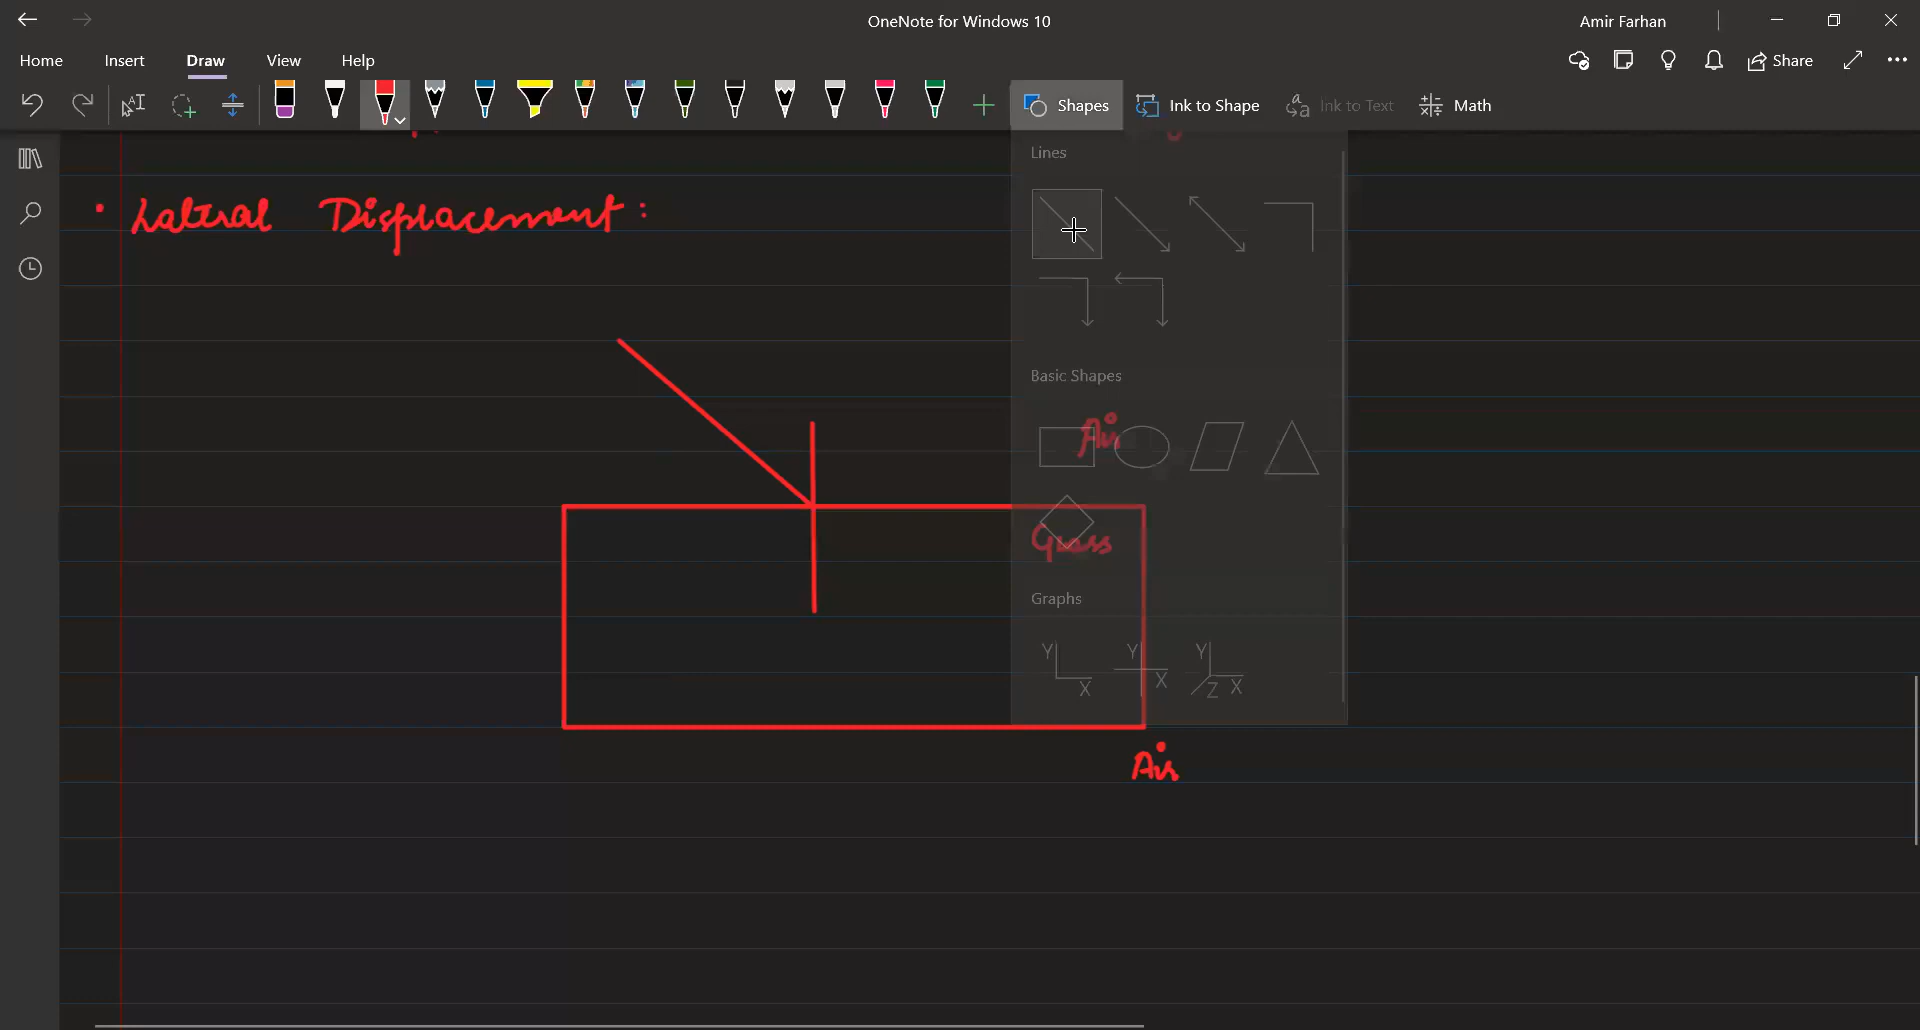 OneNote for Windows 10
Amir Farhan
Home Insert Draw View Help
Share
Shapes Ink to Shape Ink to Text Math
Lines
• Lateral Displacement :
Basic Shapes
Air
Glass
Graphs
Y X Y X Y Z X
Air